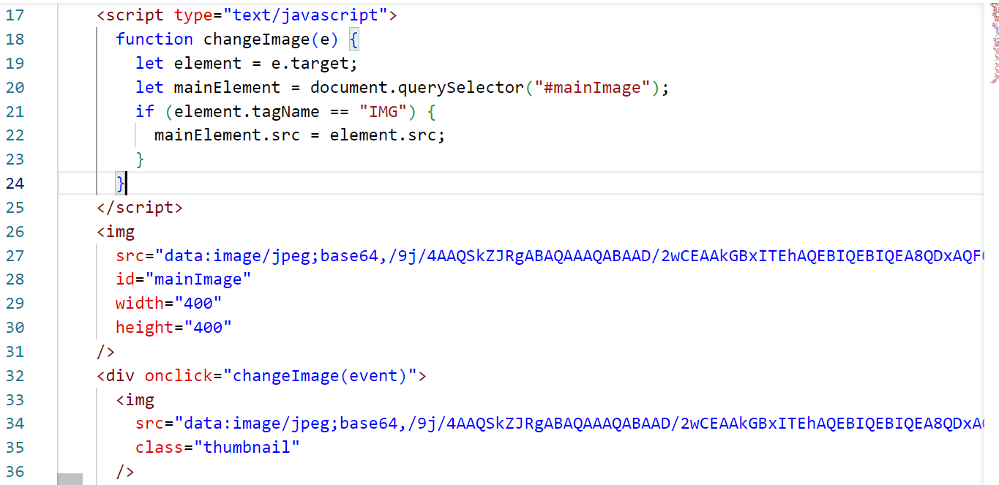 17 <script type="text/javascript">
18 function changeImage(e) {
19 let element = e.target;
20 let mainElement = document.querySelector("#mainImage");
21 if (element.tagName == "IMG") {
22 mainElement.src = element.src;
23 }
24 }
25 </script>
26 <img
27 src="data:image/jpeg;base64,/9j/4AAQSkZJRgABAQAAAQABAAD/2wCEAAkGBxITEhAQEBIQEBIQEA8QDxAQF
28 id="mainImage"
29 width="400"
30 height="400"
31 />
32 <div onclick="changeImage(event)">
33 <img
34 src="data:image/jpeg;base64,/9j/4AAQSkZJRgABAQAAAQABAAD/2wCEAAkGBxITEhAQEBIQEBIQEA8QDxA
35 class="thumbnail"
36 />